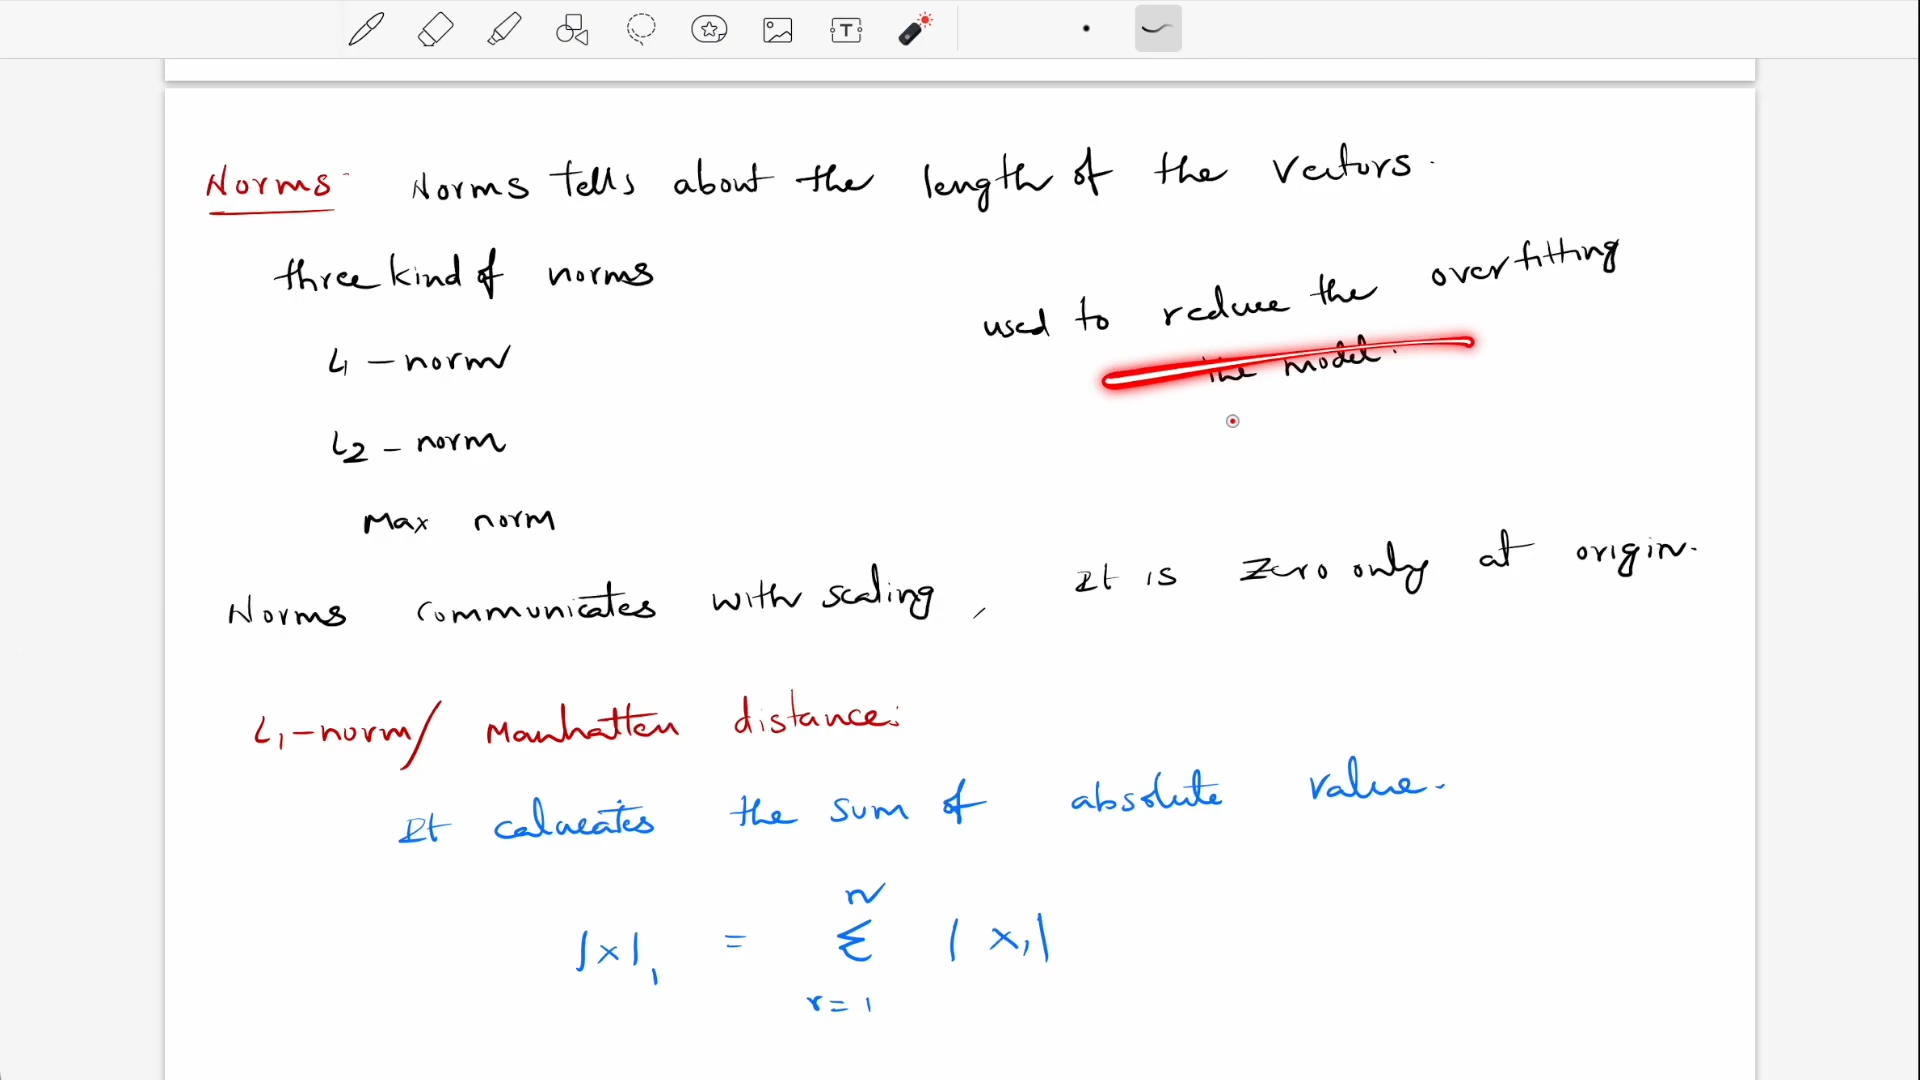 Norms. Norms tells about the length of the vectors.
three kind of norms
used to reduce the overfitting
the model.
L1 - norm
L2 - norm
Max norm
Norms communicates with scaling, It is zero only at origin.
L1-norm/ Manhatten distance:
It calculates the sum of absolute value.
|x|₁ = n Σ r=1 |x₁|